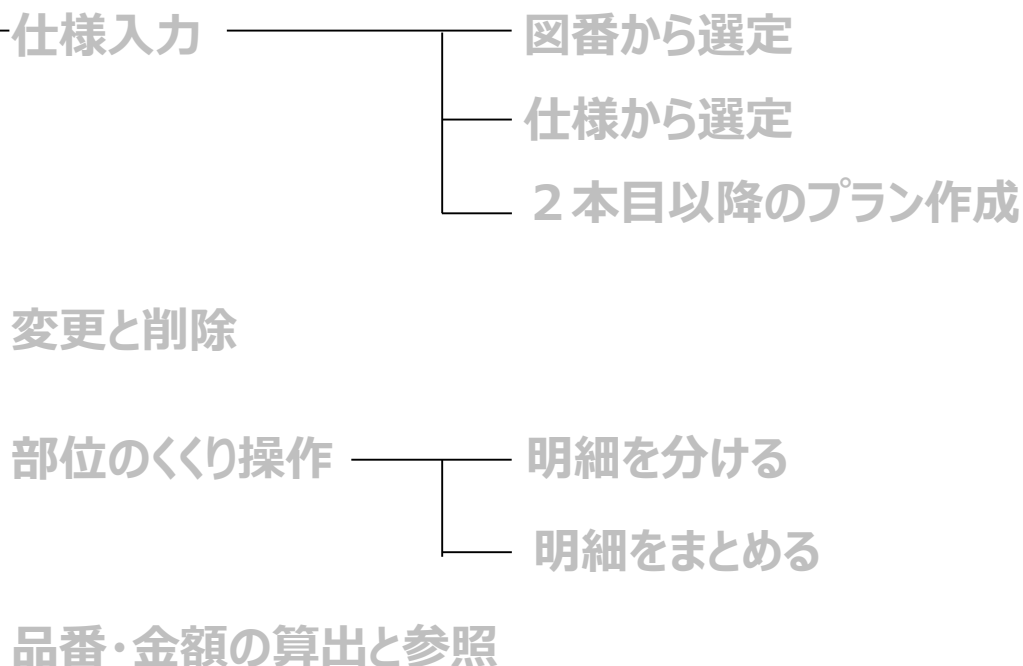 仕様入力
図番から選定
仕様から選定
２本目以降のプラン作成
変更と削除
部位のくくり操作
明細を分ける
明細をまとめる
品番・金額の算出と参照